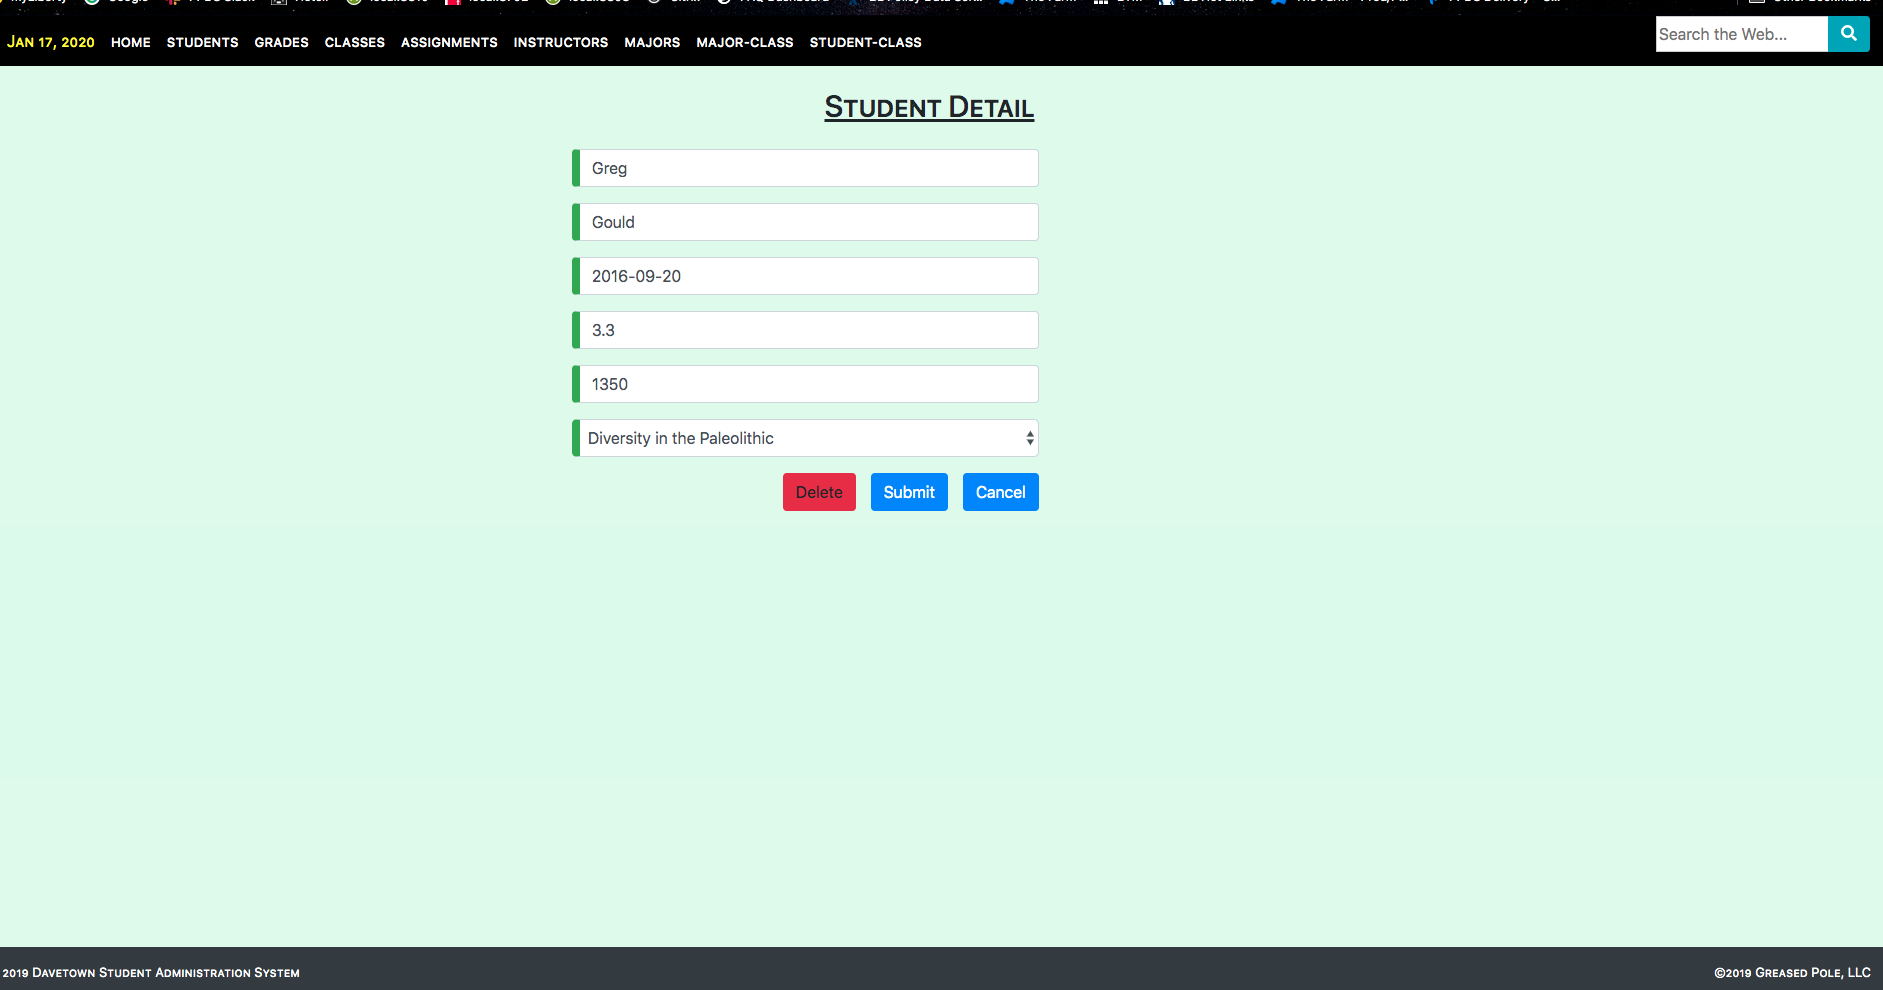 Jan 17, 2020 HOME STUDENTS GRADES CLASSES ASSIGNMENTS INSTRUCTORS MAJORS MAJOR-CLASS STUDENT-CLASS Search the Web...
Student Detail
Greg
Gould
2016-09-20
3.3
1350
Diversity in the Paleolithic
Delete Submit Cancel
2019 Davetown Student Administration System ©2019 Greased Pole, LLC